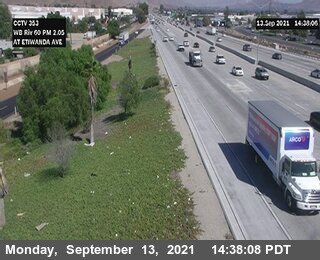 CCTV 353
WB Riv 60 PM 2.05
AT ETIWANDA AVE
13.Sep 2021 14:38:06
ARCO
Monday, September 13, 2021 14:38:08 PDT